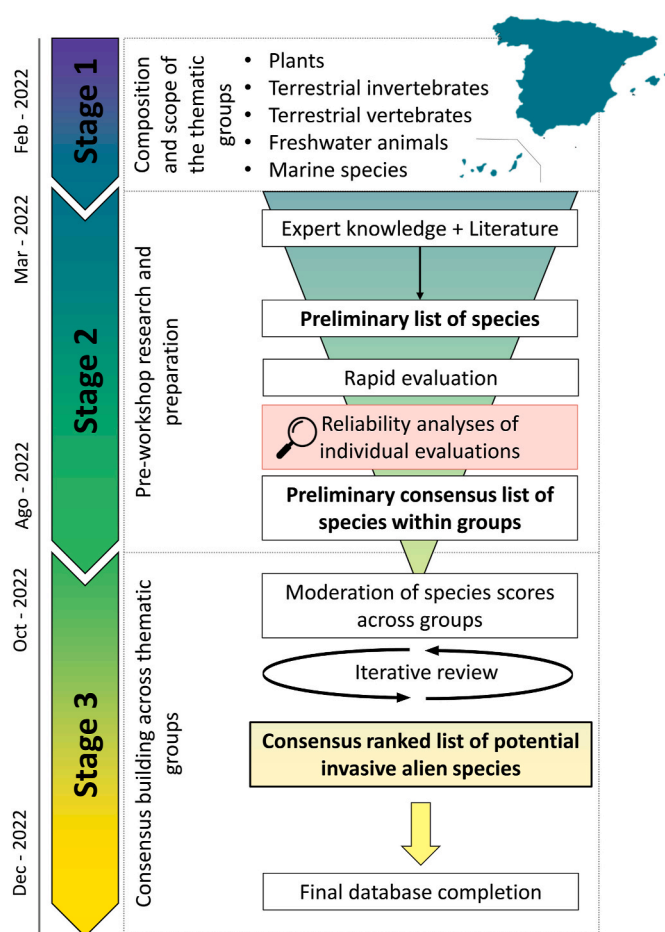 Feb - 2022
Stage 1
Composition
and scope of
the thematic
groups
• Plants
• Terrestrial invertebrates
• Terrestrial vertebrates
• Freshwater animals
• Marine species
Mar - 2022
Stage 2
Ago - 2022
Pre-workshop research and
preparation
Expert knowledge + Literature
Preliminary list of species
Rapid evaluation
Reliability analyses of
individual evaluations
Preliminary consensus list of
species within groups
Oct - 2022
Stage 3
Dec - 2022
Consensus building across thematic
groups
Moderation of species scores
across groups
Iterative review
Consensus ranked list of potential
invasive alien species
Final database completion